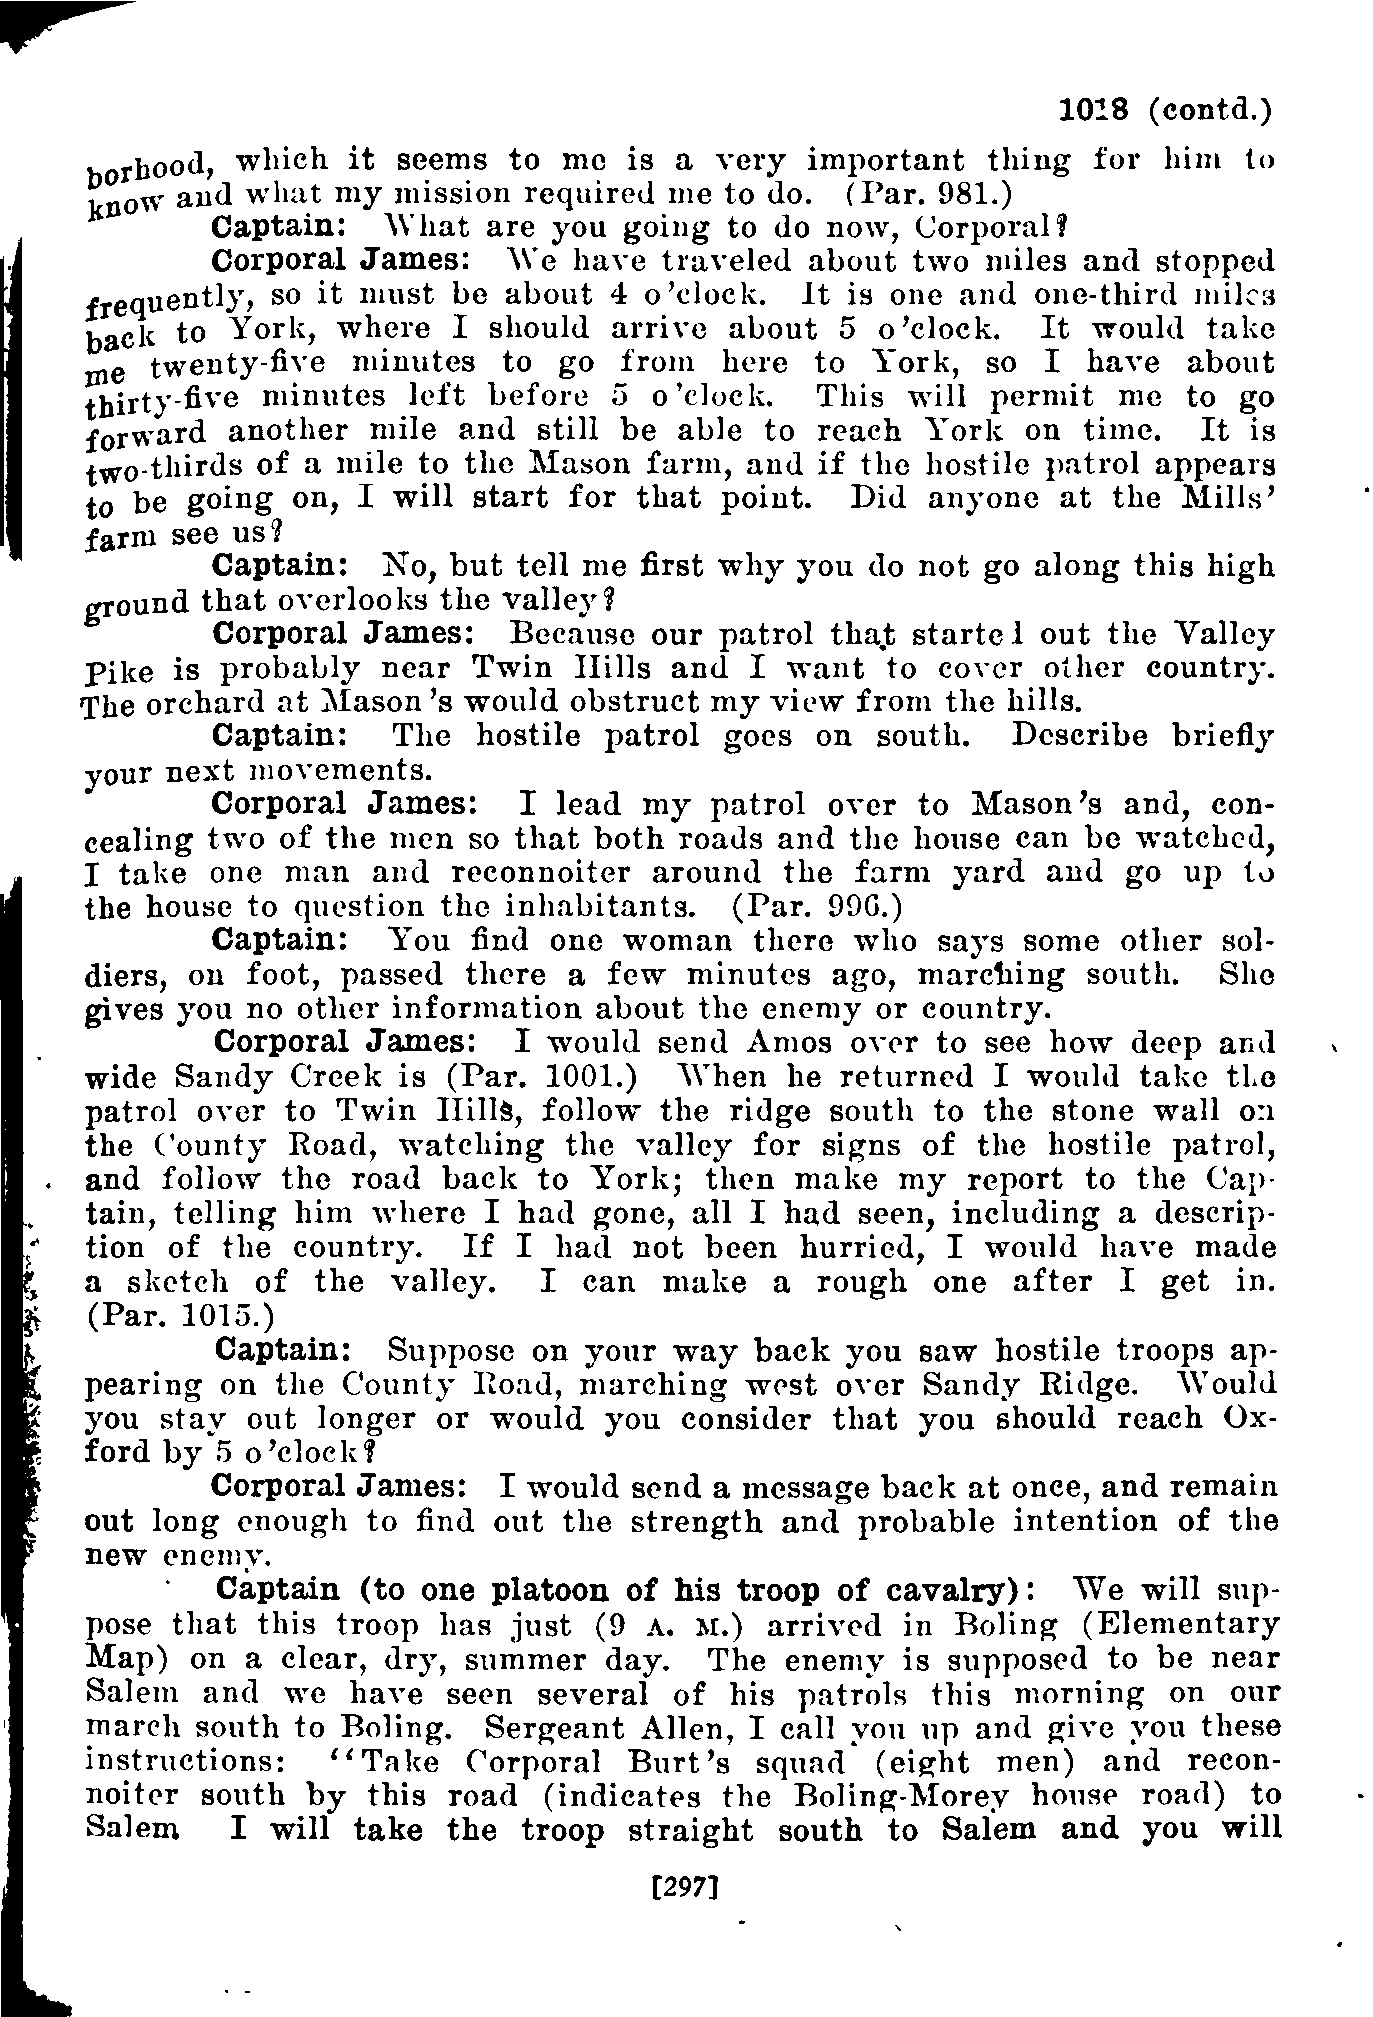 1018 (contd.)
borhood, which it seems to me is a very important thing for him to
know and what my mission required me to do. (Par. 981.)
Captain: What are you going to do now, Corporal?
Corporal James: We have traveled about two miles and stopped
frequently, so it must be about 4 o'clock. It is one and one-third miles
back to York, where I should arrive about 5 o'clock. It would take
me twenty-five minutes to go from here to York, so I have about
thirty-five minutes left before 5 o'clock. This will permit me to go
forward another mile and still be able to reach York on time. It is
two-thirds of a mile to the Mason farm, and if the hostile patrol appears
to be going on, I will start for that point. Did anyone at the Mills'
farm see us?
Captain: No, but tell me first why you do not go along this high
ground that overlooks the valley?
Corporal James: Because our patrol that started out the Valley
Pike is probably near Twin Hills and I want to cover other country.
The orchard at Mason's would obstruct my view from the hills.
Captain: The hostile patrol goes on south. Describe briefly
your next movements.
Corporal James: I lead my patrol over to Mason's and, con-
cealing two of the men so that both roads and the house can be watched,
I take one man and reconnoiter around the farm yard and go up to
the house to question the inhabitants. (Par. 996.)
Captain: You find one woman there who says some other sol-
diers, on foot, passed there a few minutes ago, marching south. She
gives you no other information about the enemy or country.
Corporal James: I would send Amos over to see how deep and
wide Sandy Creek is (Par. 1001.) When he returned I would take the
patrol over to Twin Hills, follow the ridge south to the stone wall on
the County Road, watching the valley for signs of the hostile patrol,
and follow the road back to York; then make my report to the Cap-
tain, telling him where I had gone, all I had seen, including a descrip-
tion of the country. If I had not been hurried, I would have made
a sketch of the valley. I can make a rough one after I get in.
(Par. 1015.)
Captain: Suppose on your way back you saw hostile troops ap-
pearing on the County Road, marching west over Sandy Ridge. Would
you stay out longer or would you consider that you should reach Ox-
ford by 5 o'clock?
Corporal James: I would send a message back at once, and remain
out long enough to find out the strength and probable intention of the
new enemy.
Captain (to one platoon of his troop of cavalry): We will sup-
pose that this troop has just (9 A. M.) arrived in Boling (Elementary
Map) on a clear, dry, summer day. The enemy is supposed to be near
Salem and we have seen several of his patrols this morning on our
march south to Boling. Sergeant Allen, I call you up and give you these
instructions: "Take Corporal Burt's squad (eight men) and recon-
noiter south by this road (indicates the Boling-Morey house road) to
Salem I will take the troop straight south to Salem and you will
[297]